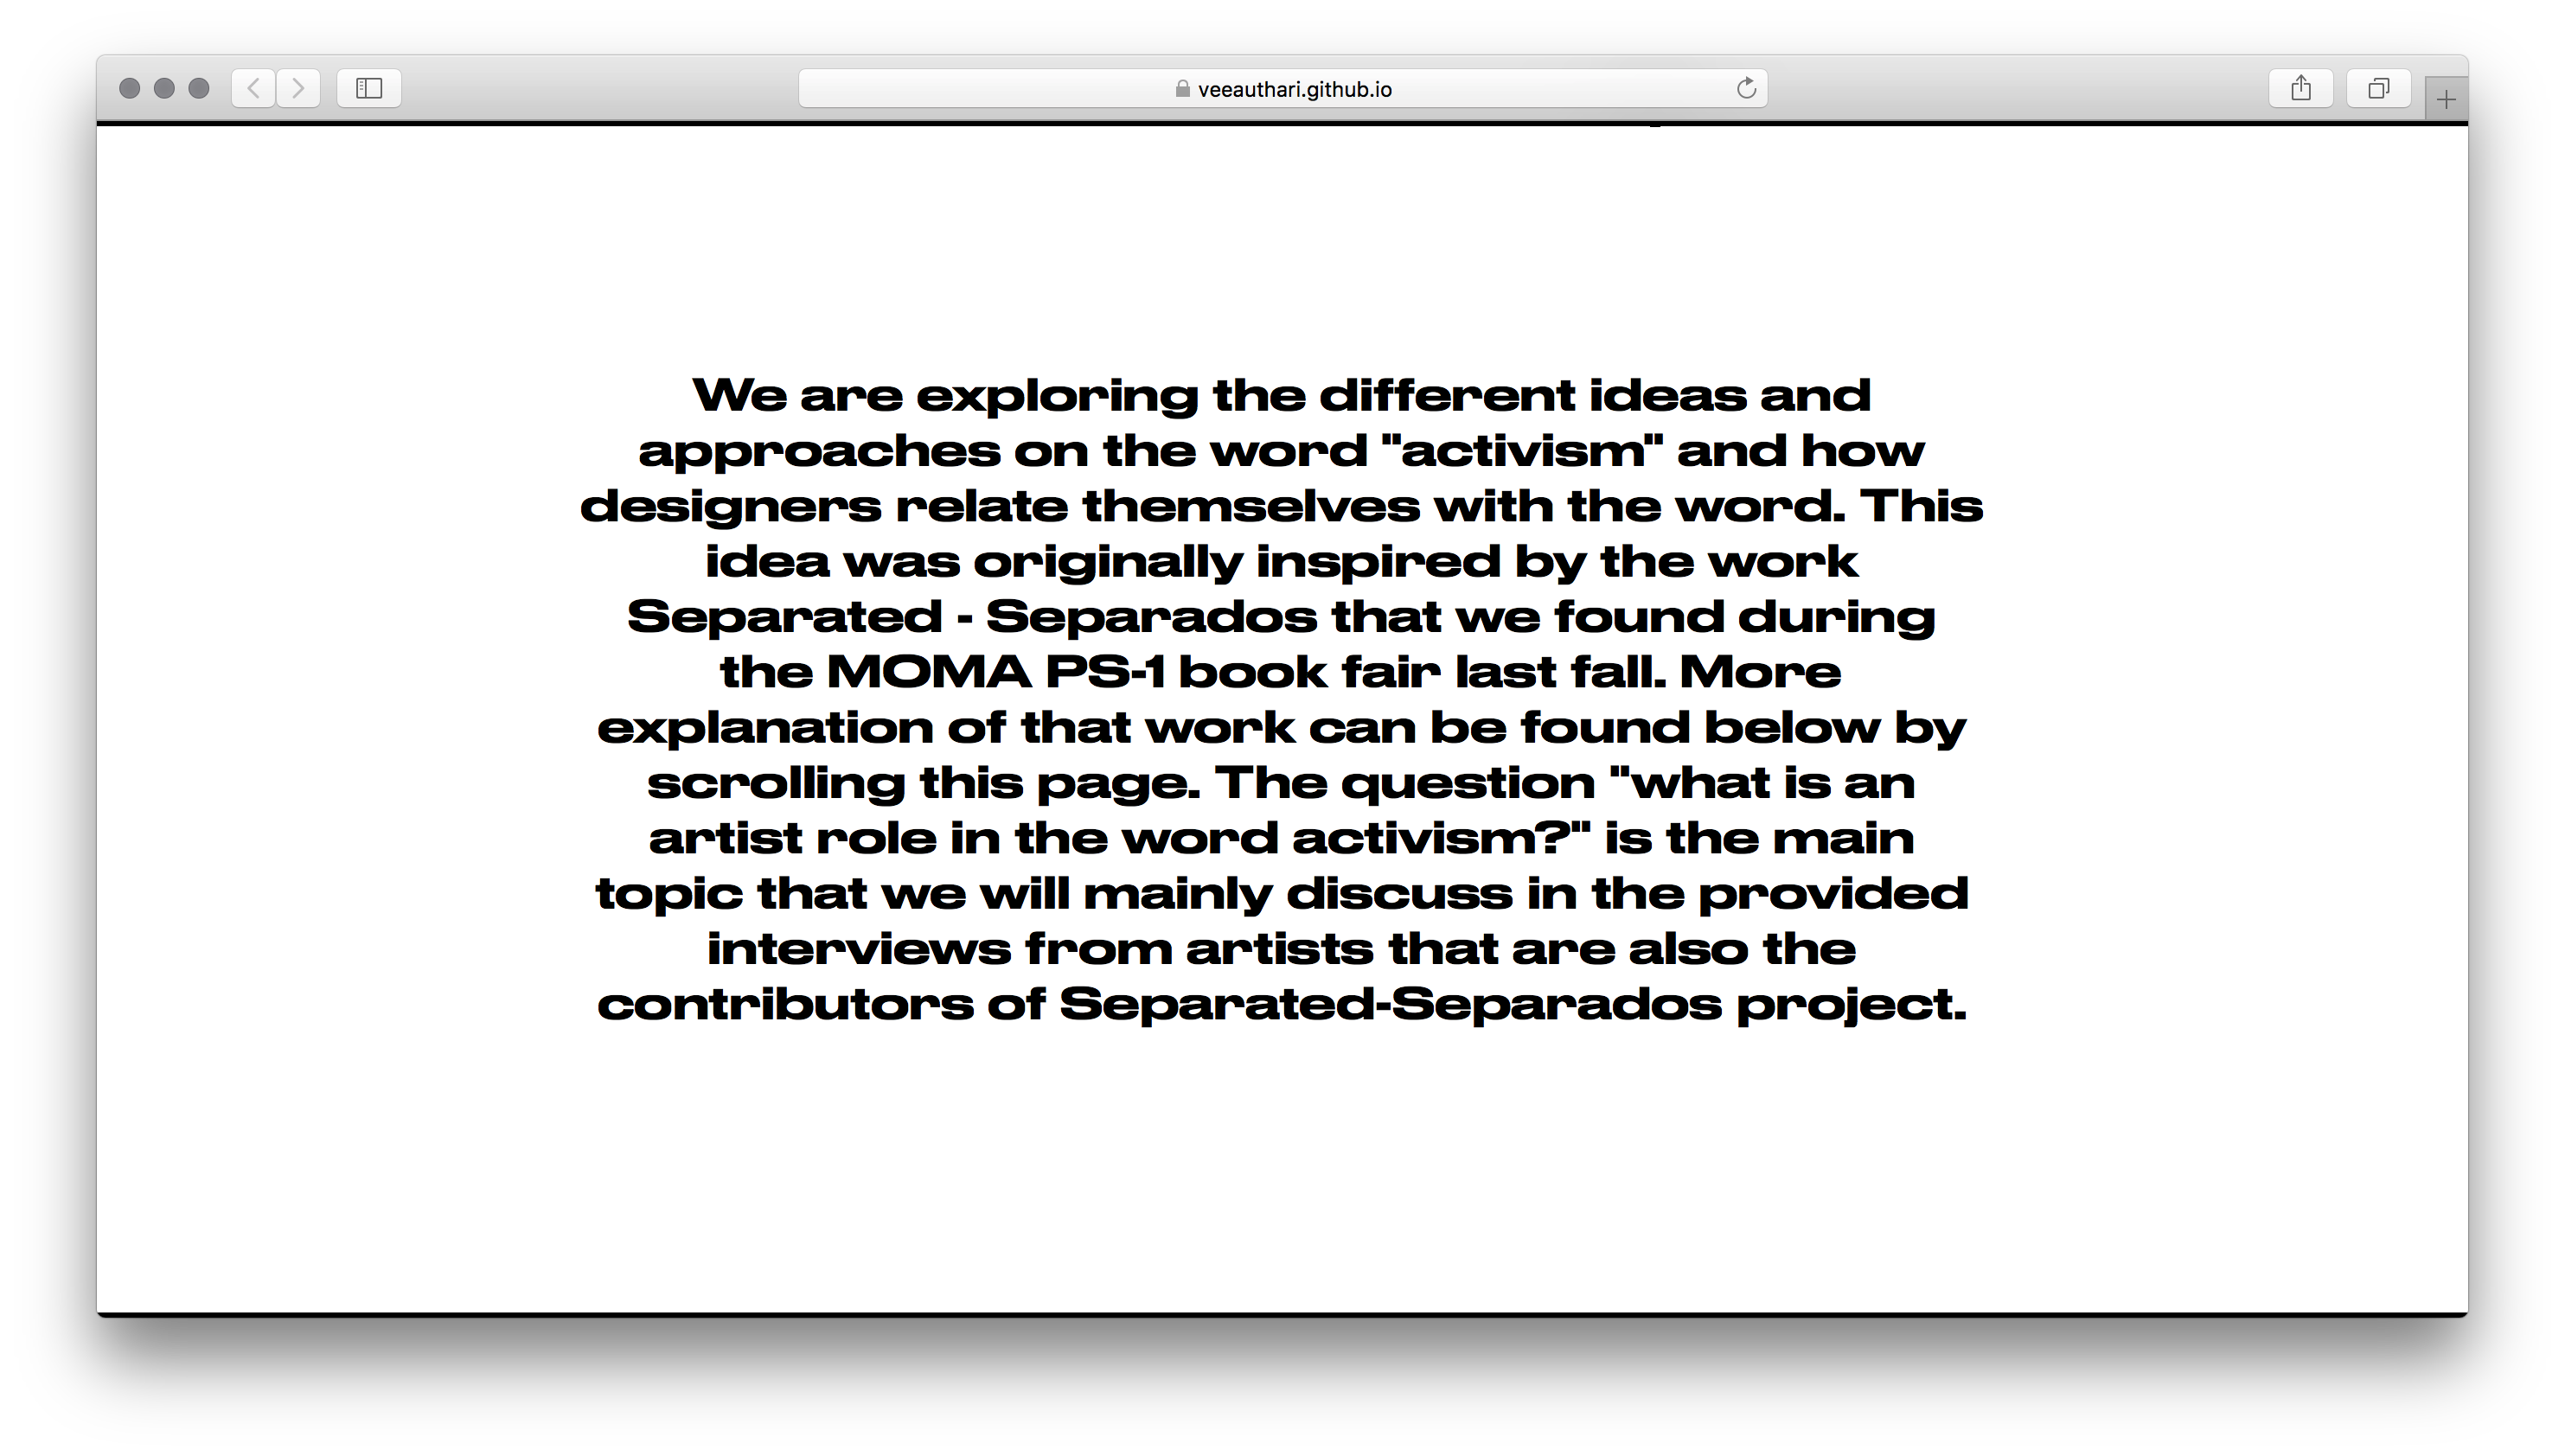 veeauthari.github.io
We are exploring the different ideas and
approaches on the word "activism" and how
designers relate themselves with the word. This
idea was originally inspired by the work
Separated - Separados that we found during
the MOMA PS-1 book fair last fall. More
explanation of that work can be found below by
scrolling this page. The question "what is an
artist role in the word activism?" is the main
topic that we will mainly discuss in the provided
interviews from artists that are also the
contributors of Separated-Separados project.